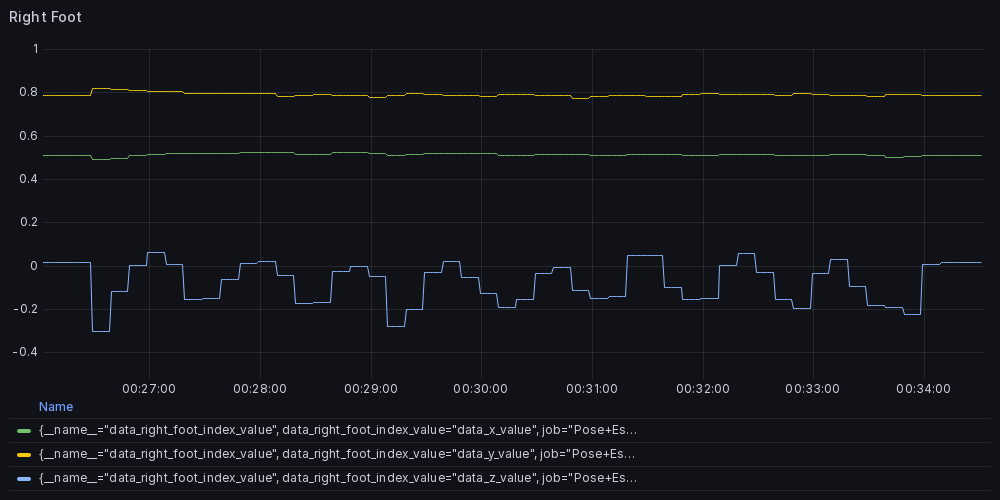 Right Foot
1
0.8
0.6
0.4
0.2
0
-0.2
-0.4
00:27:00 00:28:00 00:29:00 00:30:00 00:31:00 00:32:00 00:33:00 00:34:00
Name
{__name__="data_right_foot_index_value", data_right_foot_index_value="data_x_value", job="Pose+Es...
{__name__="data_right_foot_index_value", data_right_foot_index_value="data_y_value", job="Pose+Es...
{__name__="data_right_foot_index_value", data_right_foot_index_value="data_z_value", job="Pose+Es...